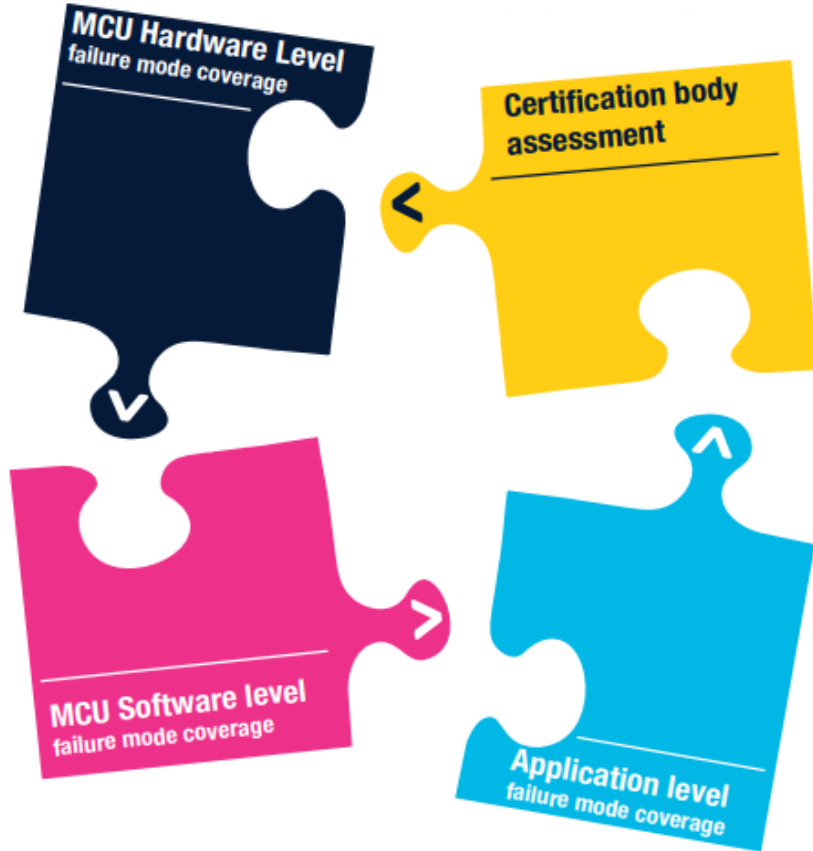 MCU Hardware Level
failure mode coverage
Certification body
assessment
MCU Software level
failure mode coverage
Application level
failure mode coverage